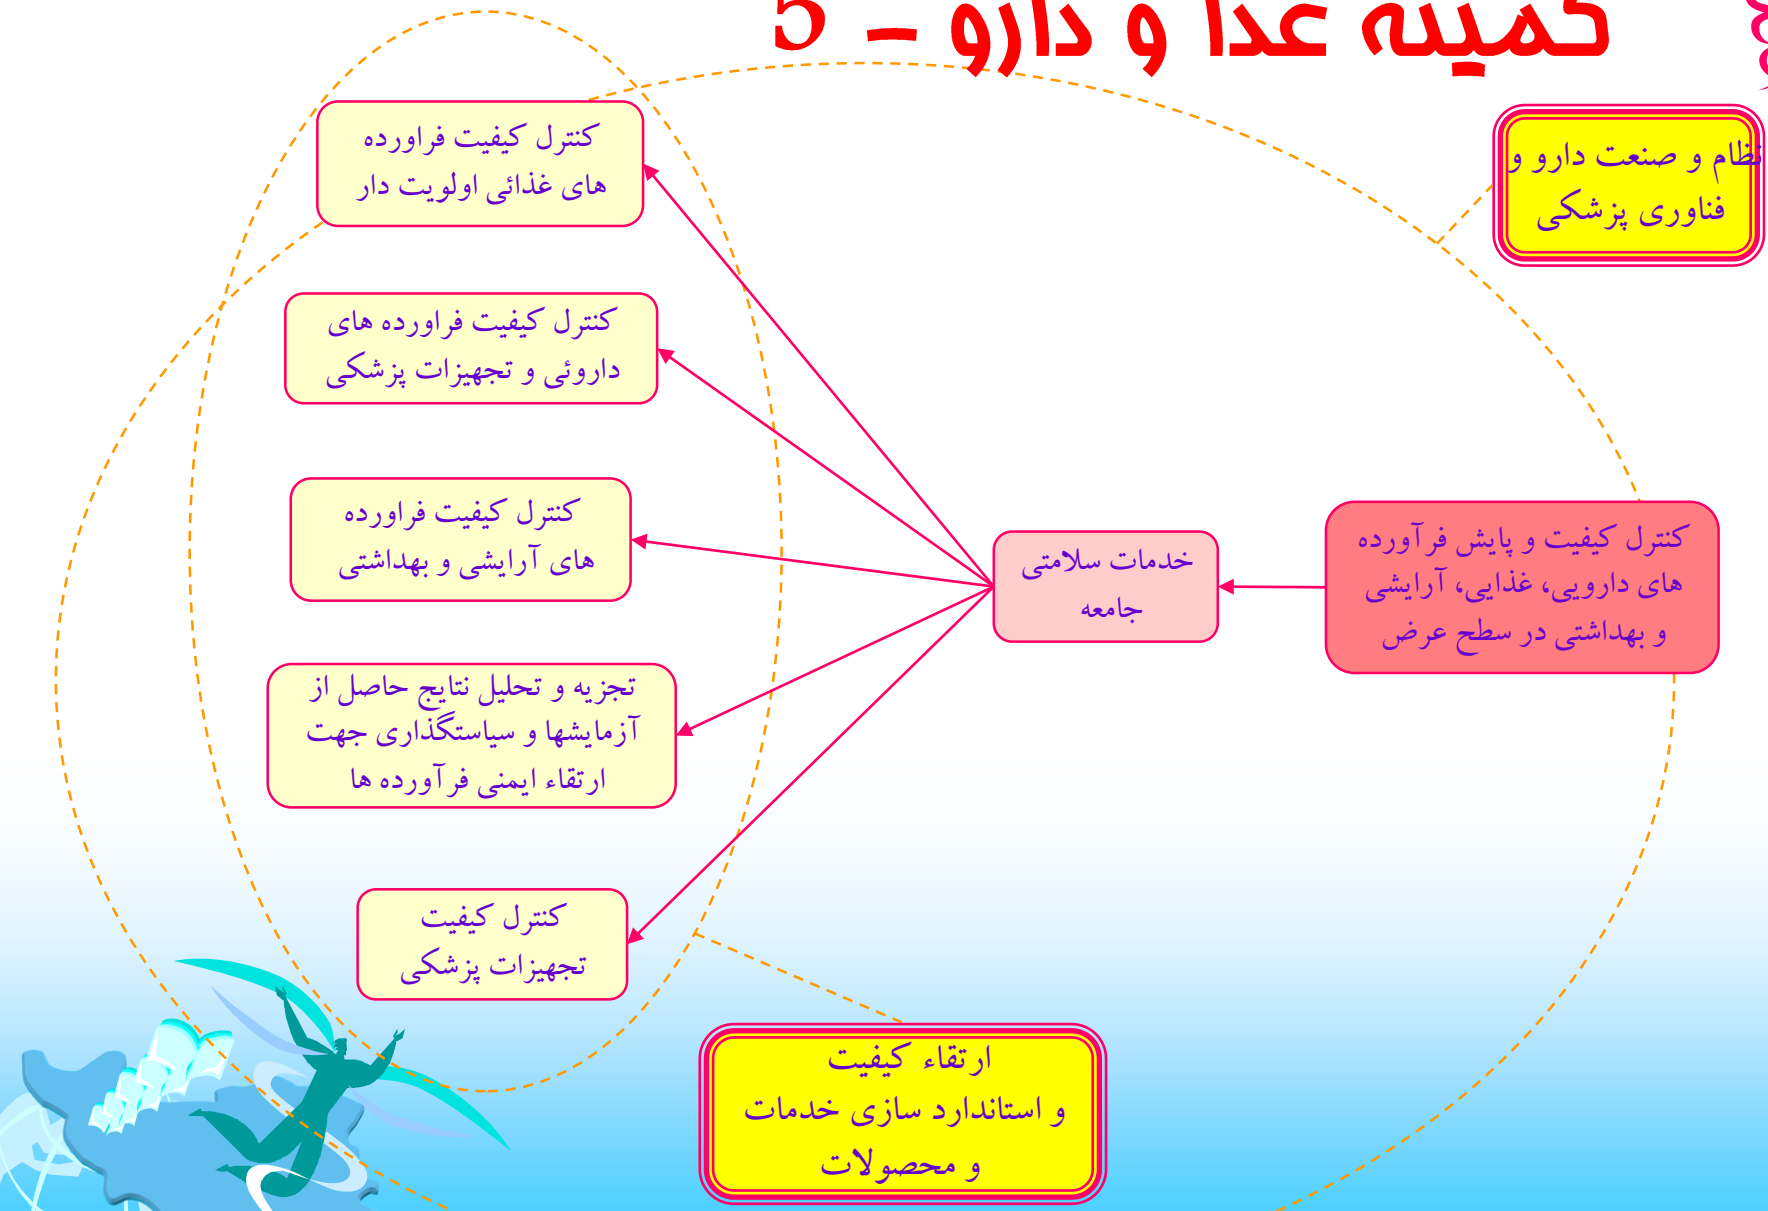 کمیته غذا و دارو – 5
نظام و صنعت دارو و
فناوری پزشکی
کنترل کیفیت و پایش فرآورده
های دارویی، غذایی، آرایشی
و بهداشتی در سطح عرض
خدمات سلامتی
جامعه
کنترل کیفیت فراورده
های غذائی اولویت دار
کنترل کیفیت فراورده های
داروئی و تجهیزات پزشکی
کنترل کیفیت فراورده
های آرایشی و بهداشتی
تجزیه و تحلیل نتایج حاصل از
آزمایشها و سیاستگذاری جهت
ارتقاء ایمنی فرآورده ها
کنترل کیفیت
تجهیزات پزشکی
ارتقاء کیفیت
و استاندارد سازی خدمات
و محصولات